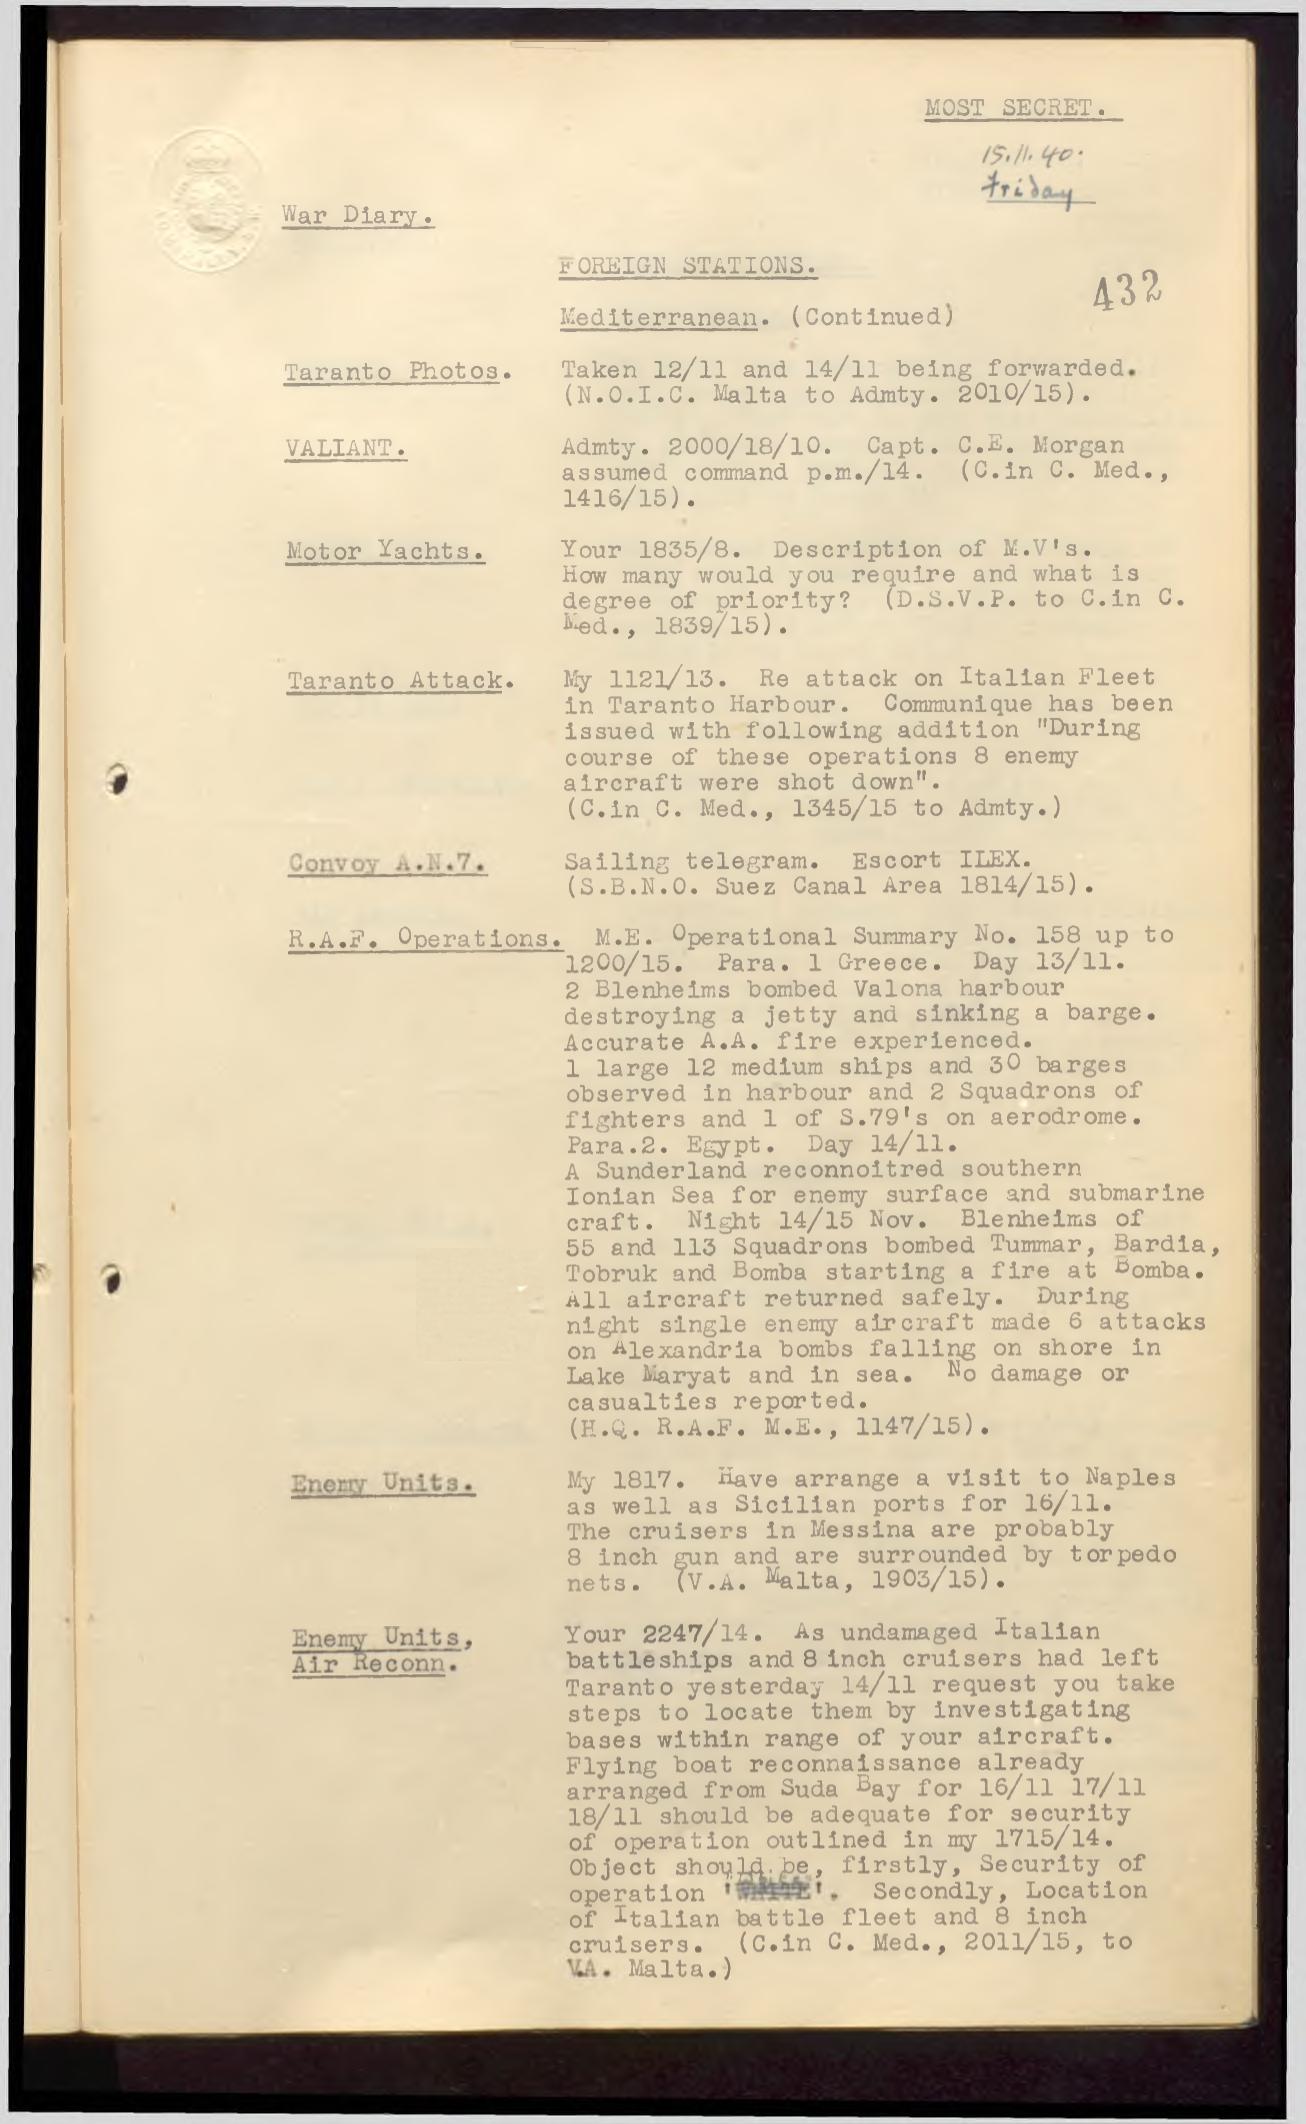 MOST SECRET.
15.11.40.
Friday
War Diary.
FOREIGN STATIONS.
432
Mediterranean. (Continued)
Taranto Photos. Taken 12/11 and 14/11 being forwarded.
(N.O.I.C. Malta to Admty. 2010/15).
VALIANT. Admty. 2000/18/10. Capt. C.E. Morgan
assumed command p.m./14. (C.in C. Med.,
1416/15).
Motor Yachts. Your 1835/8. Description of M.V's.
How many would you require and what is
degree of priority? (D.S.V.P. to C.in C.
Med., 1839/15).
Taranto Attack. My 1121/13. Re attack on Italian Fleet
in Taranto Harbour. Communique has been
issued with following addition "During
course of these operations 8 enemy
aircraft were shot down".
(C.in C. Med., 1345/15 to Admty.)
Convoy A.N.7. Sailing telegram. Escort ILEX.
(S.B.N.O. Suez Canal Area 1814/15).
R.A.F. Operations. M.E. Operational Summary No. 158 up to
1200/15. Para. 1 Greece. Day 13/11.
2 Blenheims bombed Valona harbour
destroying a jetty and sinking a barge.
Accurate A.A. fire experienced.
1 large 12 medium ships and 30 barges
observed in harbour and 2 Squadrons of
fighters and 1 of S.79's on aerodrome.
Para.2. Egypt. Day 14/11.
A Sunderland reconnoitred southern
Ionian Sea for enemy surface and submarine
craft. Night 14/15 Nov. Blenheims of
55 and 113 Squadrons bombed Tummar, Bardia,
Tobruk and Bomba starting a fire at Bomba.
All aircraft returned safely. During
night single enemy aircraft made 6 attacks
on Alexandria bombs falling on shore in
Lake Maryat and in sea. No damage or
casualties reported.
(H.Q. R.A.F. M.E., 1147/15).
Enemy Units. My 1817. Have arrange a visit to Naples
as well as Sicilian ports for 16/11.
The cruisers in Messina are probably
8 inch gun and are surrounded by torpedo
nets. (V.A. Malta, 1903/15).
Enemy Units, Your 2247/14. As undamaged Italian
Air Reconn. battleships and 8 inch cruisers had left
Taranto yesterday 14/11 request you take
steps to locate them by investigating
bases within range of your aircraft.
Flying boat reconnaissance already
arranged from Suda Bay for 16/11 17/11
18/11 should be adequate for security
of operation outlined in my 1715/14.
Object should be, firstly, Security of
operation ' '. Secondly, Location
of Italian battle fleet and 8 inch
cruisers. (C.in C. Med., 2011/15, to
V.A. Malta.)